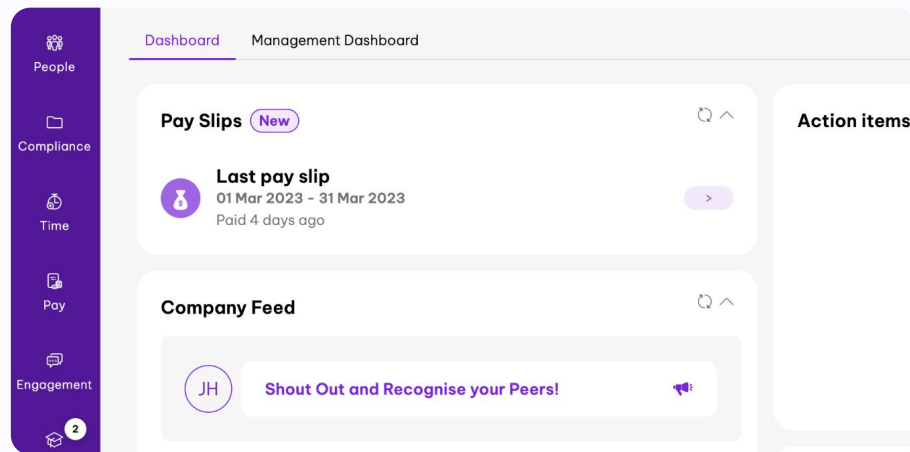 People
Compliance
Time
Pay
Engagement
2
Dashboard Management Dashboard
Pay Slips New
Last pay slip
01 Mar 2023 - 31 Mar 2023
Paid 4 days ago
>
Company Feed
JH Shout Out and Recognise your Peers!
Action items